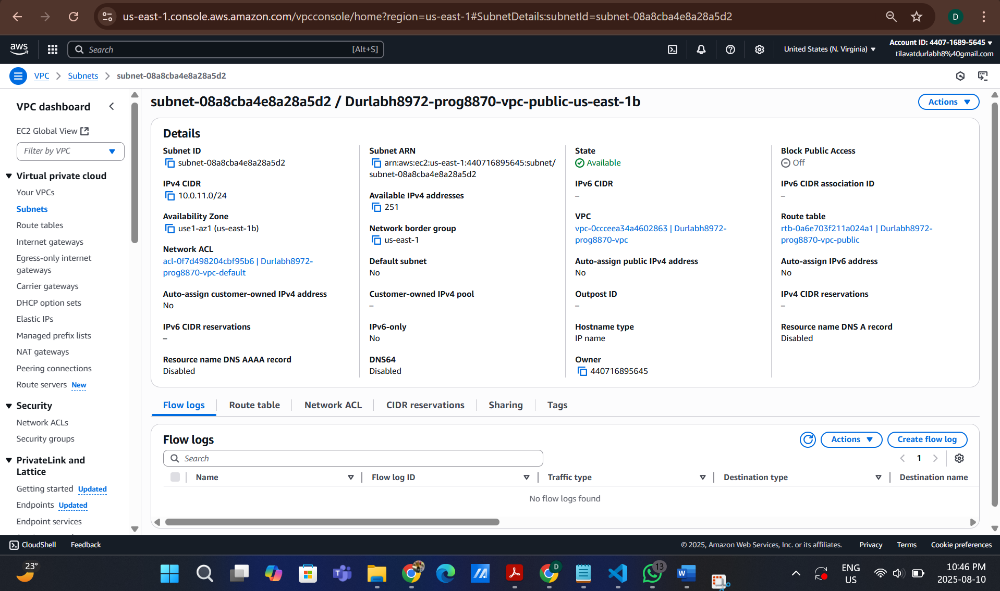 us-east-1.console.aws.amazon.com/vpcconsole/home?region=us-east-1#SubnetDetails:subnetId=subnet-08a8cba4e8a28a5d2
D
aws
Search [Alt+S]
United States (N. Virginia)
Account ID: 4407-1689-5645
tilavatdurlabh8%40gmail.com
VPC > Subnets > subnet-08a8cba4e8a28a5d2
VPC dashboard
EC2 Global View
Filter by VPC
Virtual private cloud
Your VPCs
Subnets
Route tables
Internet gateways
Egress-only internet
gateways
Carrier gateways
DHCP option sets
Elastic IPs
Managed prefix lists
NAT gateways
Peering connections
Route servers New
Security
Network ACLs
Security groups
PrivateLink and
Lattice
Getting started Updated
Endpoints Updated
Endpoint services
subnet-08a8cba4e8a28a5d2 / Durlabh8972-prog8870-vpc-public-us-east-1b
Actions
Details
Subnet ID
subnet-08a8cba4e8a28a5d2
IPv4 CIDR
10.0.11.0/24
Availability Zone
use1-az1 (us-east-1b)
Network ACL
acl-0f7d498204cbf95b6 | Durlabh8972-
prog8870-vpc-default
Auto-assign customer-owned IPv4 address
No
IPv6 CIDR reservations
–
Resource name DNS AAAA record
Disabled
Subnet ARN
arn:aws:ec2:us-east-1:440716895645:subnet/
subnet-08a8cba4e8a28a5d2
Available IPv4 addresses
251
Network border group
us-east-1
Default subnet
No
Customer-owned IPv4 pool
–
IPv6-only
No
DNS64
Disabled
State
Available
IPv6 CIDR
–
VPC
vpc-0ccceea34a4602863 | Durlabh8972-
prog8870-vpc
Auto-assign public IPv4 address
No
Outpost ID
–
Hostname type
IP name
Owner
440716895645
Block Public Access
Off
IPv6 CIDR association ID
–
Route table
rtb-0a6e703f211a024a1 | Durlabh8972-
prog8870-vpc-public
Auto-assign IPv6 address
No
IPv4 CIDR reservations
–
Resource name DNS A record
Disabled
Flow logs
Route table
Network ACL
CIDR reservations
Sharing
Tags
Flow logs
Actions
Create flow log
Search
1
Name
Flow log ID
Traffic type
Destination type
Destination name
No flow logs found
CloudShell
Feedback
© 2025, Amazon Web Services, Inc. or its affiliates.
Privacy
Terms
Cookie preferences
23°
D
13
ENG
US
10:46 PM
2025-08-10